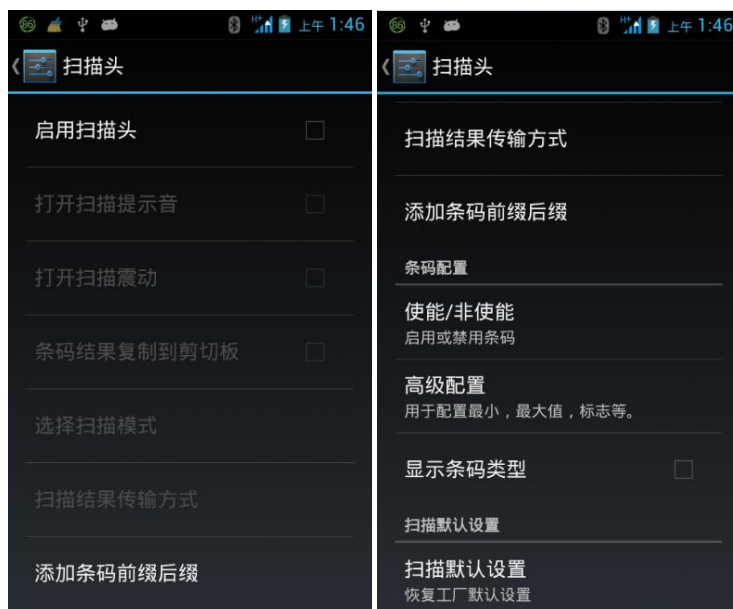 86 H+ 上午 1:46
扫描头
启用扫描头
打开扫描提示音
打开扫描震动
条码结果复制到剪切板
选择扫描模式
扫描结果传输方式
添加条码前缀后缀
86 H+ 上午 1:46
扫描头
扫描结果传输方式
添加条码前缀后缀
条码配置
使能/非使能
启用或禁用条码
高级配置
用于配置最小，最大值，标志等。
显示条码类型
扫描默认设置
扫描默认设置
恢复工厂默认设置